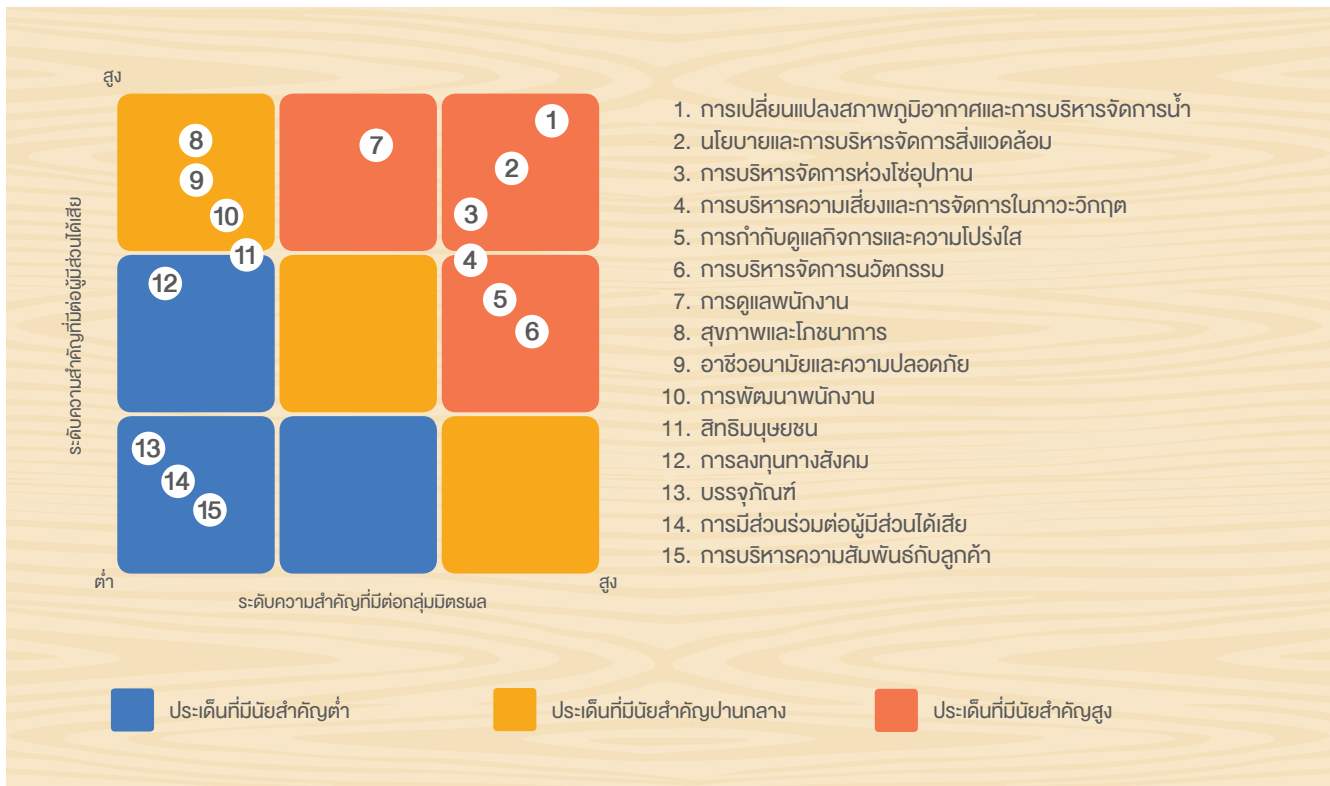 สูง
8
9
10
11
12
13
14
15
7
1
2
3
4
5
6
ระดับความสำคัญที่มีต่อผู้มีส่วนได้เสีย
ต่ำ
สูง
ระดับความสำคัญที่มีต่อกลุ่มมิตรผล
1. การเปลี่ยนแปลงสภาพภูมิอากาศและการบริหารจัดการน้ำ
2. นโยบายและการบริหารจัดการสิ่งแวดล้อม
3. การบริหารจัดการห่วงโซ่อุปทาน
4. การบริหารความเสี่ยงและการจัดการในภาวะวิกฤต
5. การกำกับดูแลกิจการและความโปร่งใส
6. การบริหารจัดการนวัตกรรม
7. การดูแลพนักงาน
8. สุขภาพและโภชนาการ
9. อาชีวอนามัยและความปลอดภัย
10. การพัฒนาพนักงาน
11. สิทธิมนุษยชน
12. การลงทุนทางสังคม
13. บรรจุภัณฑ์
14. การมีส่วนร่วมต่อผู้มีส่วนได้เสีย
15. การบริหารความสัมพันธ์กับลูกค้า
ประเด็นที่มีนัยสำคัญต่ำ
ประเด็นที่มีนัยสำคัญปานกลาง
ประเด็นที่มีนัยสำคัญสูง